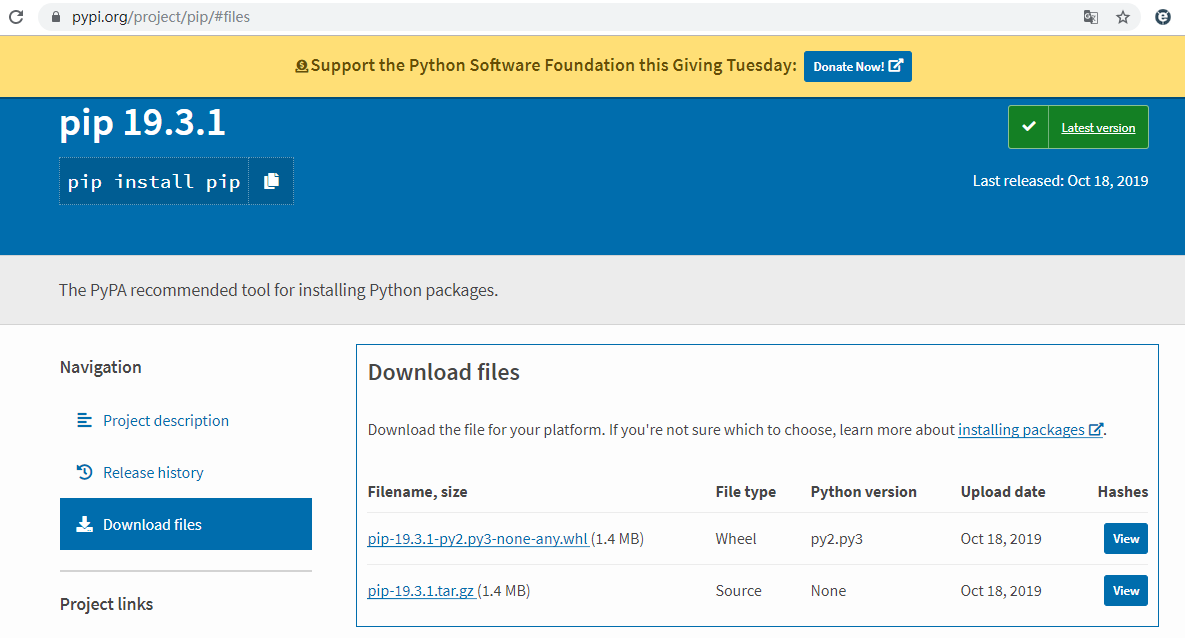 pypi.org/project/pip/#files
Support the Python Software Foundation this Giving Tuesday: Donate Now!
pip 19.3.1
Latest version
pip install pip
Last released: Oct 18, 2019
The PyPA recommended tool for installing Python packages.
Navigation
Project description
Release history
Download files
Project links
Download files
Download the file for your platform. If you're not sure which to choose, learn more about installing packages.
Filename, size File type Python version Upload date Hashes
pip-19.3.1-py2.py3-none-any.whl (1.4 MB) Wheel py2.py3 Oct 18, 2019 View
pip-19.3.1.tar.gz (1.4 MB) Source None Oct 18, 2019 View